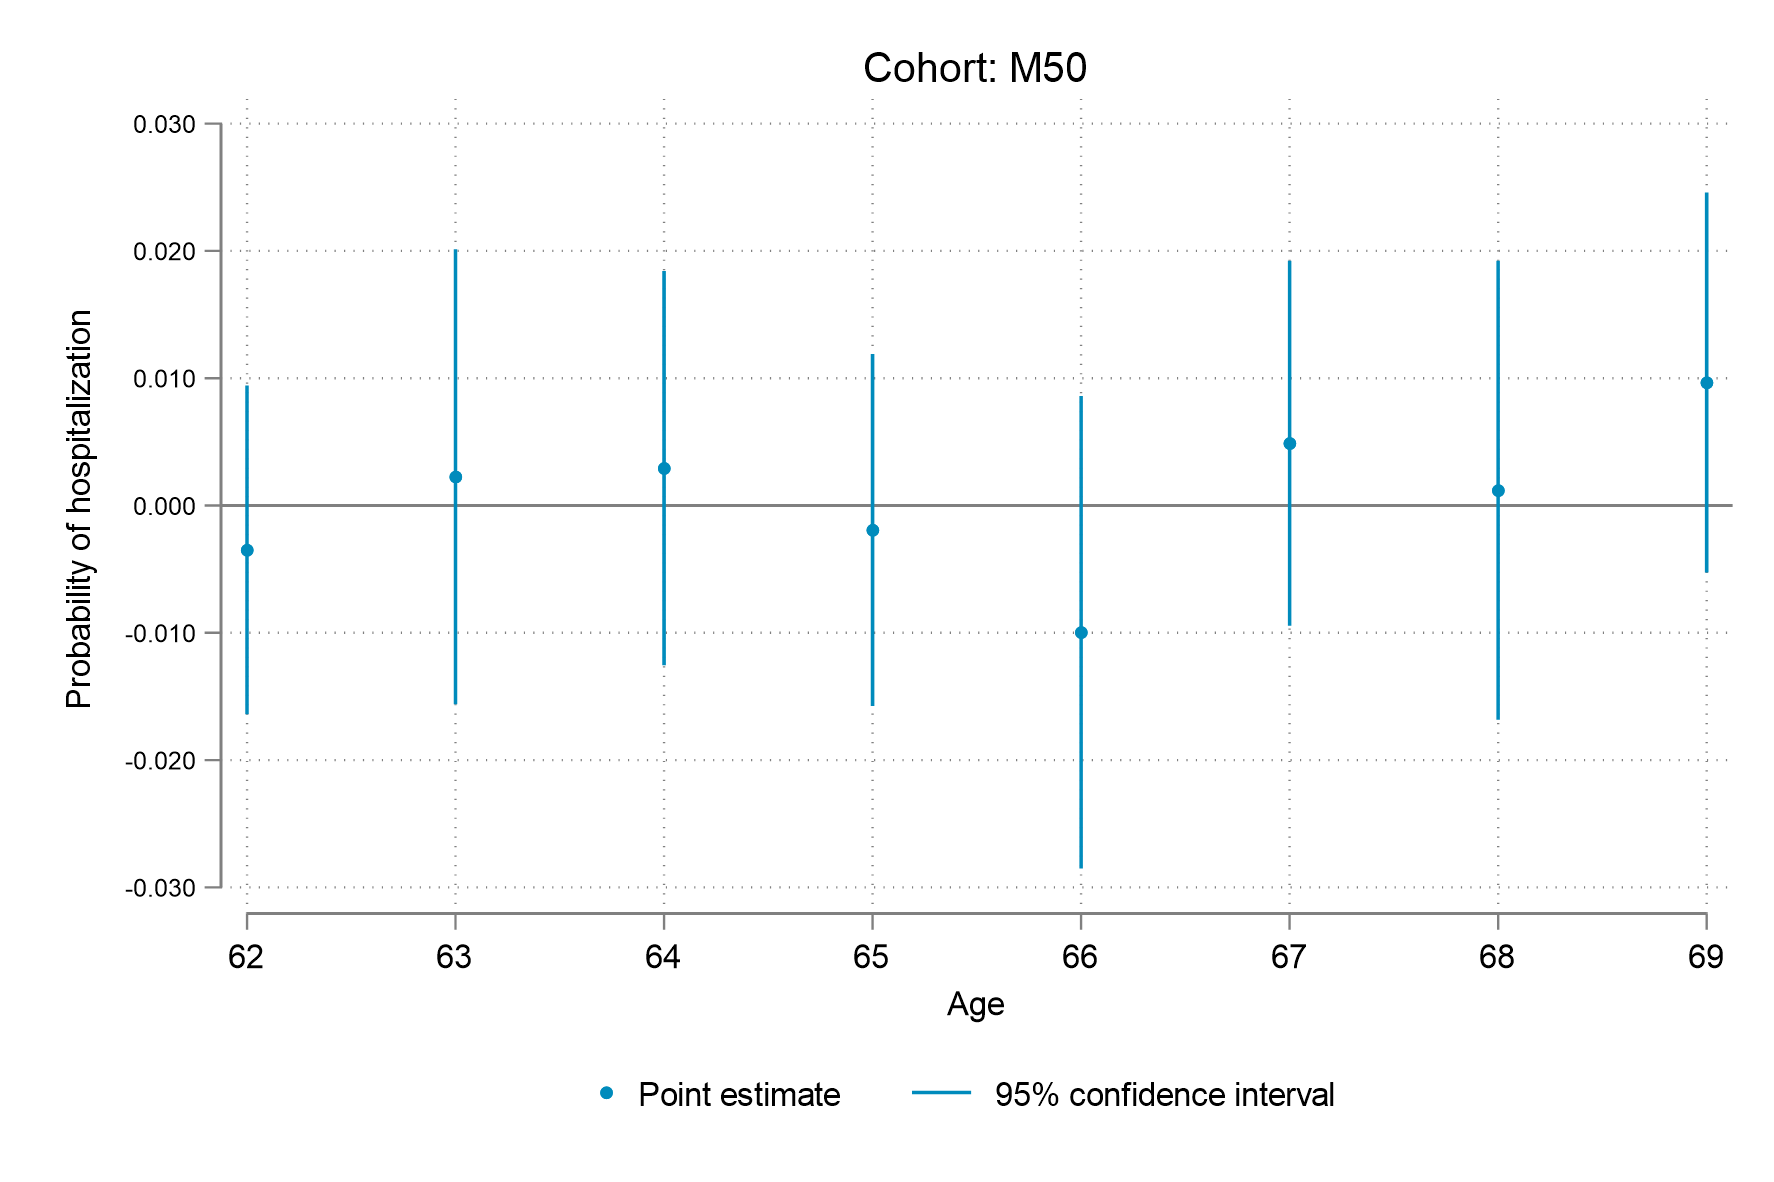 Cohort: M50
0.030
0.020
0.010
0.000
-0.010
-0.020
-0.030
Probability of hospitalization
62 63 64 65 66 67 68 69
Age
Point estimate 95% confidence interval